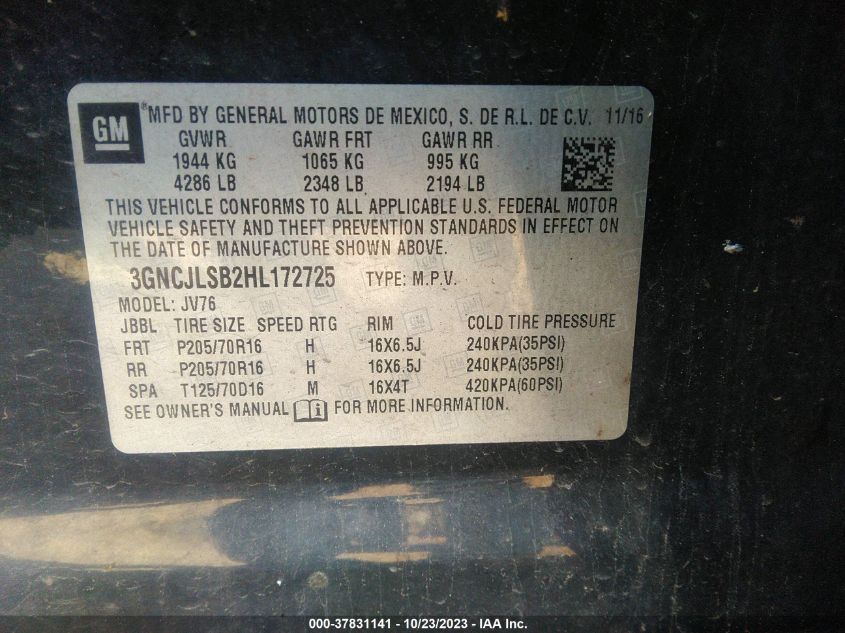 GM
®MFD BY GENERAL MOTORS DE MEXICO, S. DE R.L. DE C.V. 11/16
GVWR GAWR FRT GAWR RR
1944 KG 1065 KG 995 KG
4286 LB 2348 LB 2194 LB
THIS VEHICLE CONFORMS TO ALL APPLICABLE U.S. FEDERAL MOTOR
VEHICLE SAFETY AND THEFT PREVENTION STANDARDS IN EFFECT ON
THE DATE OF MANUFACTURE SHOWN ABOVE.
3GNCJLSB2HL172725 TYPE: M.P.V.
MODEL: JV76
JBBL TIRE SIZE SPEED RTG RIM COLD TIRE PRESSURE
FRT P205/70R16 H 16X6.5J 240KPA(35PSI)
RR P205/70R16 H 16X6.5J 240KPA(35PSI)
SPA T125/70D16 M 16X4T 420KPA(60PSI)
SEE OWNER'S MANUAL i FOR MORE INFORMATION.
000-37831141 - 10/23/2023 - IAA Inc.